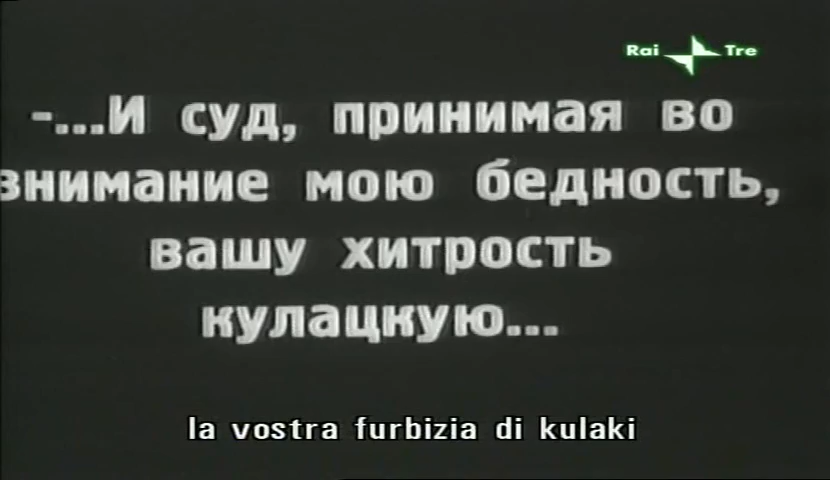 Rai Tre
-...И суд, принимая во
внимание мою бедность,
вашу хитрость
кулацкую...
la vostra furbizia di kulaki